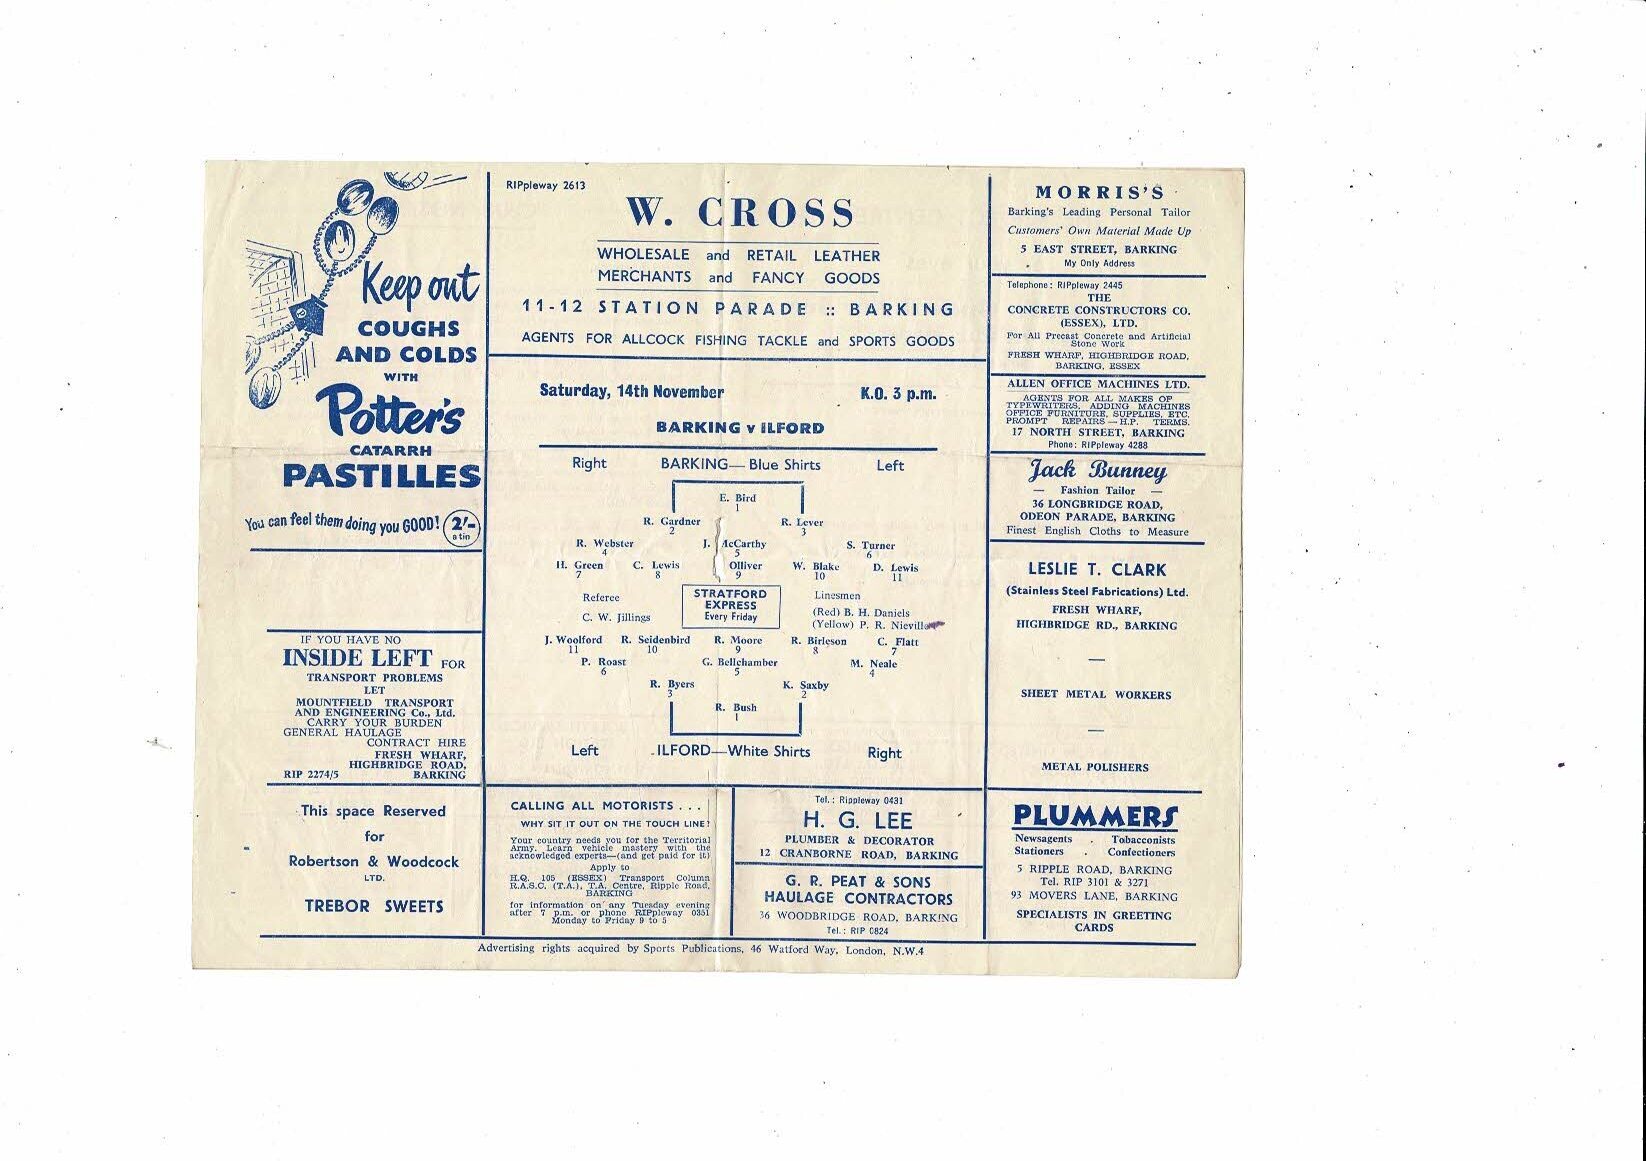 Keep out
COUGHS
AND COLDS
WITH
Potter's
CATARRH
PASTILLES
You can feel them doing you GOOD! 2/-
a tin
IF YOU HAVE NO
INSIDE LEFT FOR
TRANSPORT PROBLEMS
LET
MOUNTFIELD TRANSPORT
AND ENGINEERING Co., Ltd.
CARRY YOUR BURDEN
GENERAL HAULAGE
CONTRACT HIRE
FRESH WHARF,
HIGHBRIDGE ROAD,
RIP 2274/5 BARKING
This space Reserved
for
Robertson & Woodcock
LTD.
TREBOR SWEETS
RIPpleway 2613
W. CROSS
WHOLESALE and RETAIL LEATHER
MERCHANTS and FANCY GOODS
11-12 STATION PARADE :: BARKING
AGENTS FOR ALLCOCK FISHING TACKLE and SPORTS GOODS
Saturday, 14th November K.O. 3 p.m.
BARKING v ILFORD
Right BARKING— Blue Shirts Left
E. Bird
1
R. Gardner R. Lever
2 3
R. Webster J. McCarthy S. Turner
4 5 6
H. Green C. Lewis Olliver W. Blake D. Lewis
7 8 9 10 11
Referee
C. W. Jillings
STRATFORD
EXPRESS
Every Friday
Linesmen
(Red) B. H. Daniels
(Yellow) P. R. Nieville
J. Woolford R. Seidenbird R. Moore R. Birleson C. Flatt
11 10 9 8 7
P. Roast G. Bellchamber M. Neale
6 5 4
R. Byers K. Saxby
3 2
R. Bush
1
Left ILFORD—White Shirts Right
CALLING ALL MOTORISTS . . .
WHY SIT IT OUT ON THE TOUCH LINE?
Your country needs you for the Territorial
Army. Learn vehicle mastery with the
acknowledged experts—(and get paid for it)
Apply to
H.Q. 105 (ESSEX) Transport Column
R.A.S.C. (T.A.), T.A. Centre, Ripple Road,
BARKING
for information on any Tuesday evening
after 7 p.m. or phone RIPpleway 0351
Monday to Friday 9 to 5
Tel.: Rippleway 0431
H. G. LEE
PLUMBER & DECORATOR
12 CRANBORNE ROAD, BARKING
G. R. PEAT & SONS
HAULAGE CONTRACTORS
36 WOODBRIDGE ROAD, BARKING
Tel.: RIP 0824
MORRIS'S
Barking's Leading Personal Tailor
Customers' Own Material Made Up
5 EAST STREET, BARKING
My Only Address
Telephone: RIPpleway 2445
THE
CONCRETE CONSTRUCTORS CO.
(ESSEX), LTD.
For All Precast Concrete and Artificial
Stone Work
FRESH WHARF, HIGHBRIDGE ROAD,
BARKING, ESSEX
ALLEN OFFICE MACHINES LTD.
AGENTS FOR ALL MAKES OF
TYPEWRITERS, ADDING MACHINES
OFFICE FURNITURE, SUPPLIES, ETC.
PROMPT REPAIRS — H.P. TERMS.
17 NORTH STREET, BARKING
Phone: RIPpleway 4288
Jack Bunney
— Fashion Tailor —
36 LONGBRIDGE ROAD,
ODEON PARADE, BARKING
Finest English Cloths to Measure
LESLIE T. CLARK
(Stainless Steel Fabrications) Ltd.
FRESH WHARF,
HIGHBRIDGE RD., BARKING
—
SHEET METAL WORKERS
—
METAL POLISHERS
PLUMMERS
Newsagents . Tobacconists
Stationers . Confectioners
5 RIPPLE ROAD, BARKING
Tel. RIP 3101 & 3271
93 MOVERS LANE, BARKING
SPECIALISTS IN GREETING
CARDS
Advertising rights acquired by Sports Publications, 46 Watford Way, London, N.W.4